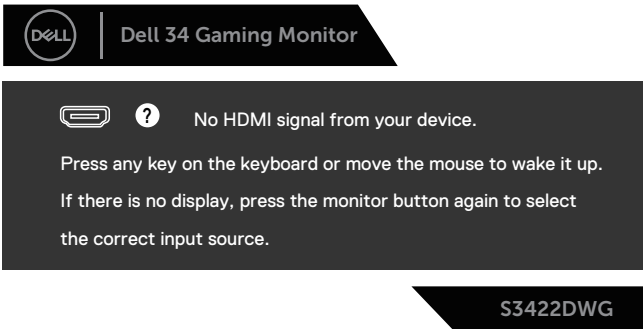 DELL
Dell 34 Gaming Monitor
? No HDMI signal from your device.
Press any key on the keyboard or move the mouse to wake it up.
If there is no display, press the monitor button again to select
the correct input source.
S3422DWG